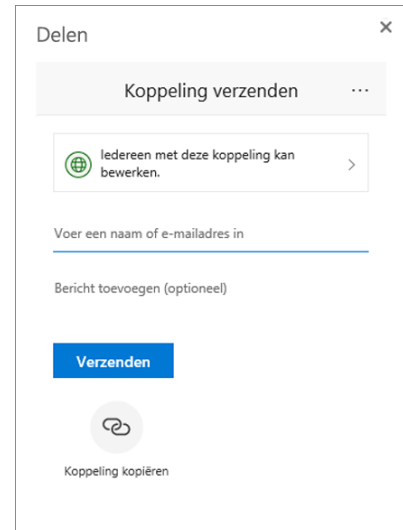 Delen
Koppeling verzenden
Iedereen met deze koppeling kan
bewerken.
Voer een naam of e-mailadres in
Bericht toevoegen (optioneel)
Verzenden
Koppeling kopiëren